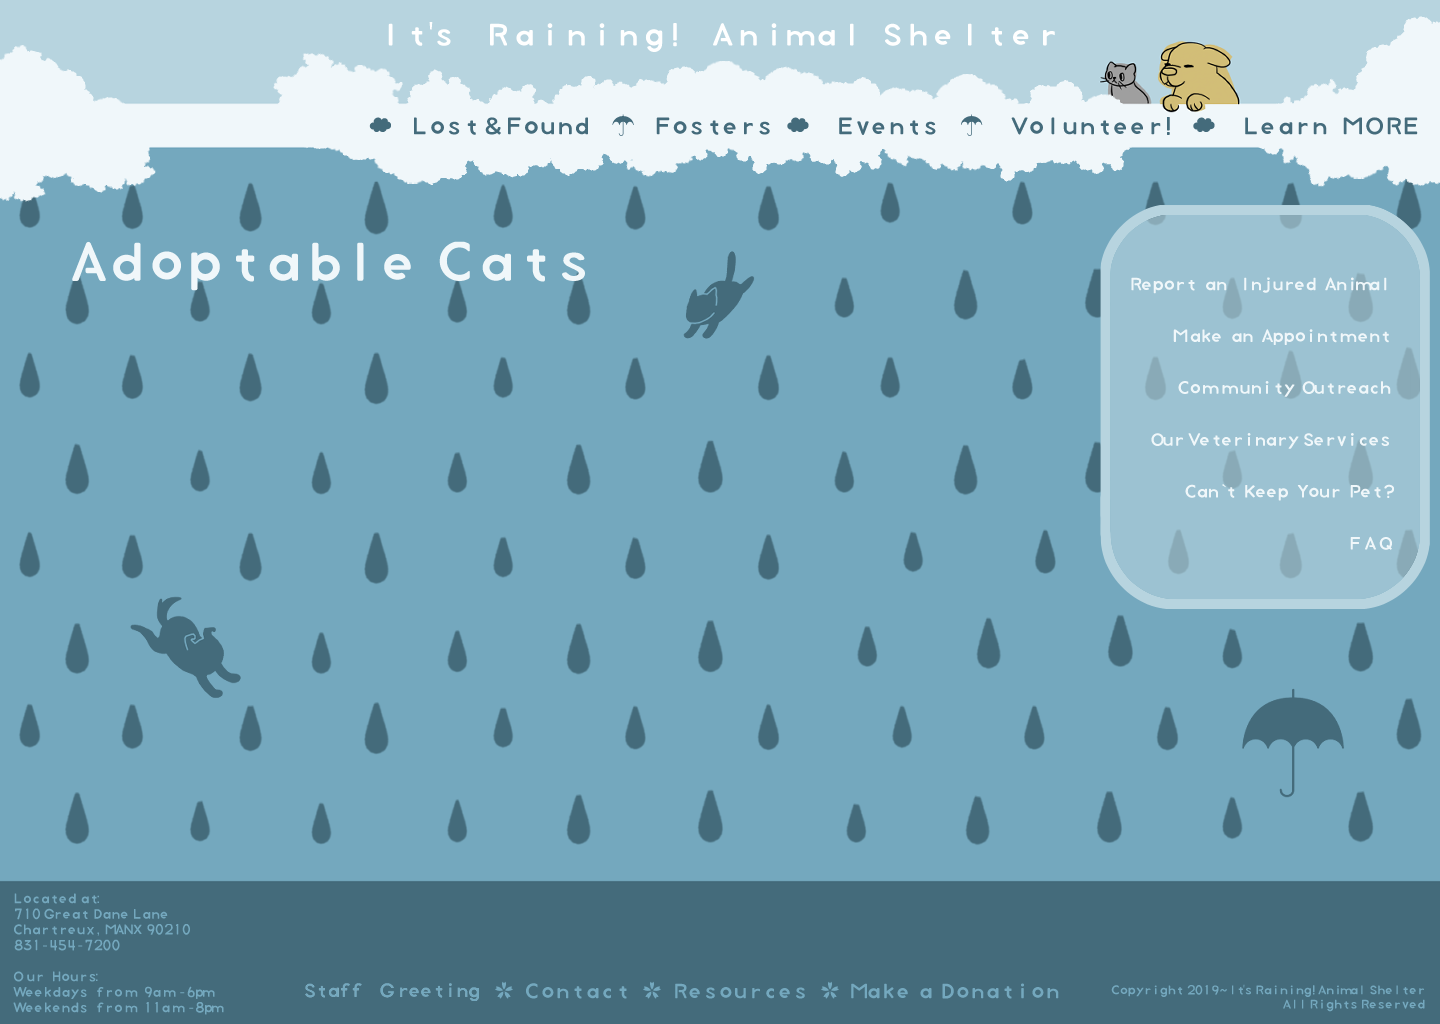 It's Raining! Animal Shelter
Lost&Found Fosters Events Volunteer! Learn MORE
Adoptable Cats
Report an Injured Animal
Make an Appointment
Community Outreach
Our Veterinary Services
Can`t Keep Your Pet?
FAQ
Located at:
710 Great Dane Lane
Chartreux, MANX 90210
831-454-7200
Our Hours:
Weekdays from 9am-6pm
Weekends from 11am-8pm
Staff Greeting ✲ Contact ✲ Resources ✲ Make a Donation
Copyright 2019~It's Raining! Animal Shelter
All Rights Reserved